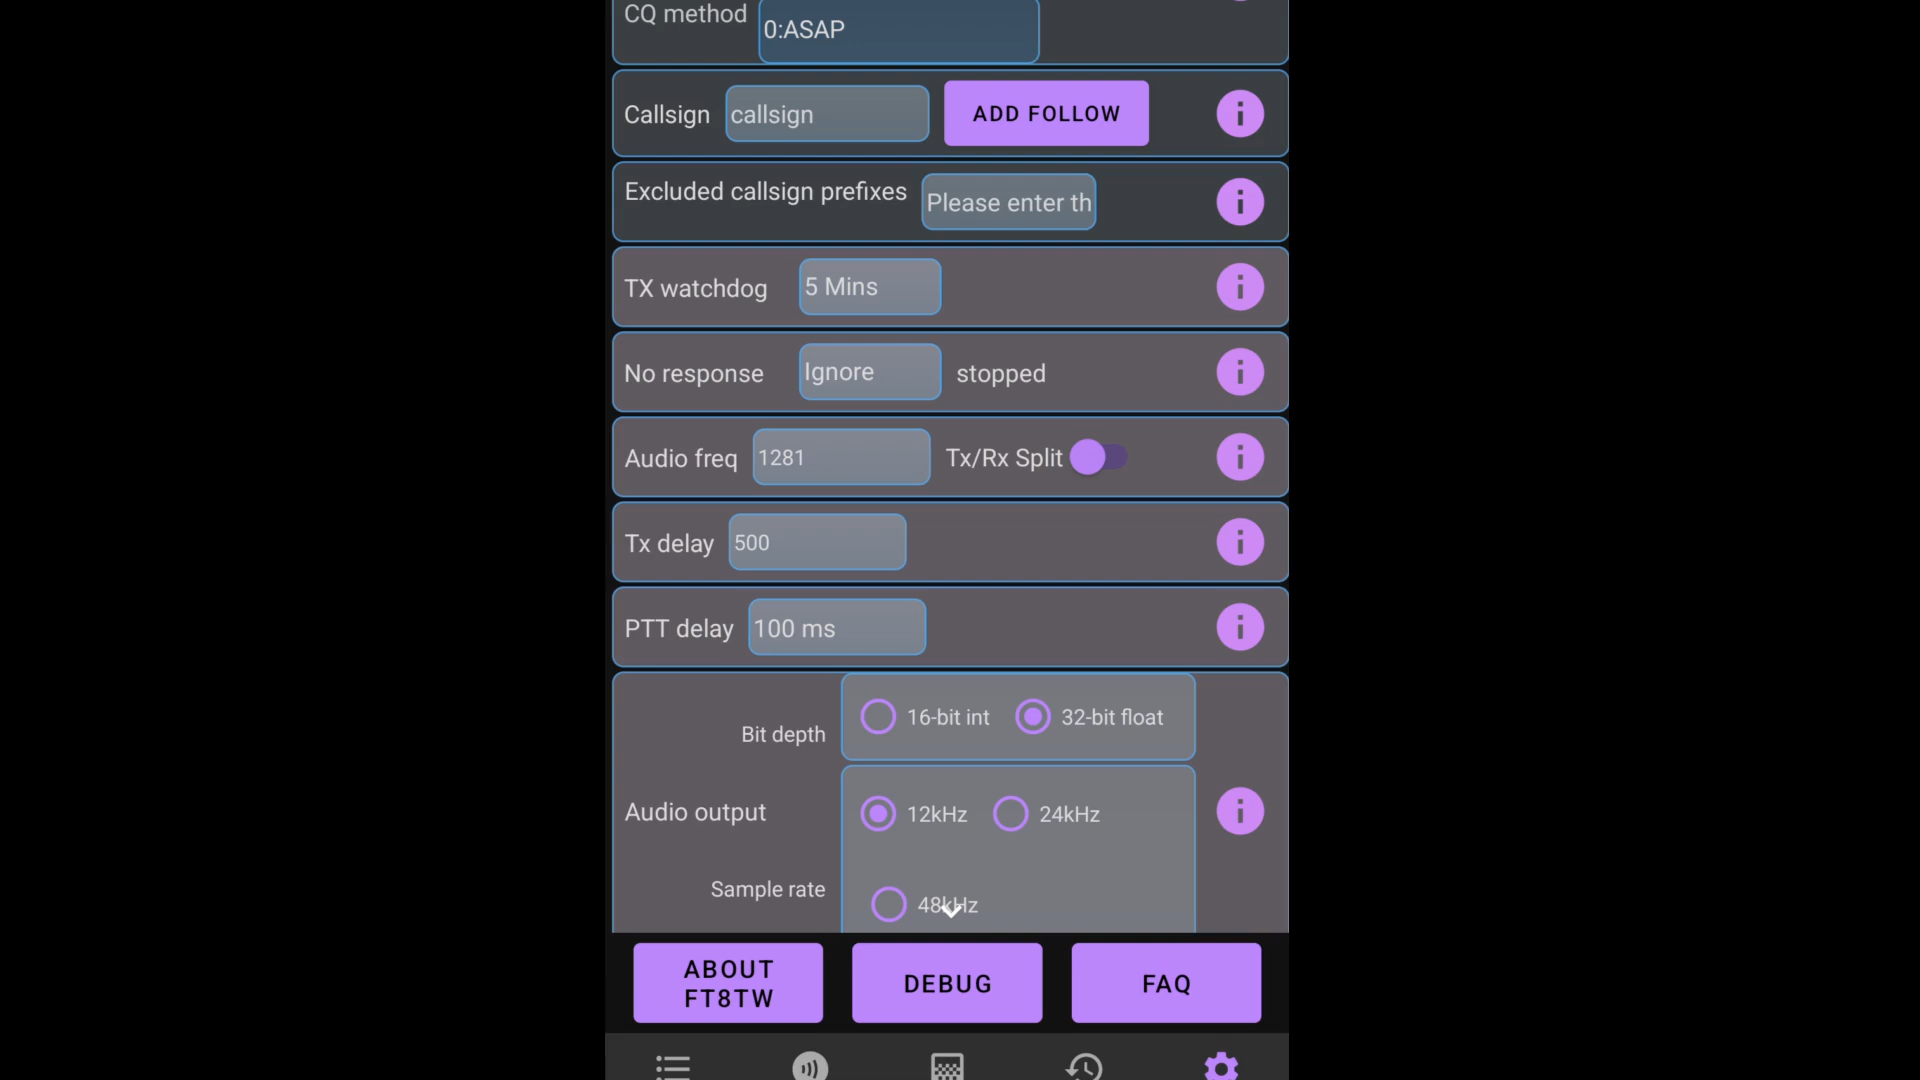 CQ method
0:ASAP
Callsign callsign ADD FOLLOW
Excluded callsign prefixes Please enter th
TX watchdog 5 Mins
No response Ignore stopped
Audio freq 1281 Tx/Rx Split
Tx delay 500
PTT delay 100 ms
Bit depth 16-bit int 32-bit float
Audio output 12kHz 24kHz
Sample rate 48kHz
ABOUT
FT8TW
DEBUG
FAQ